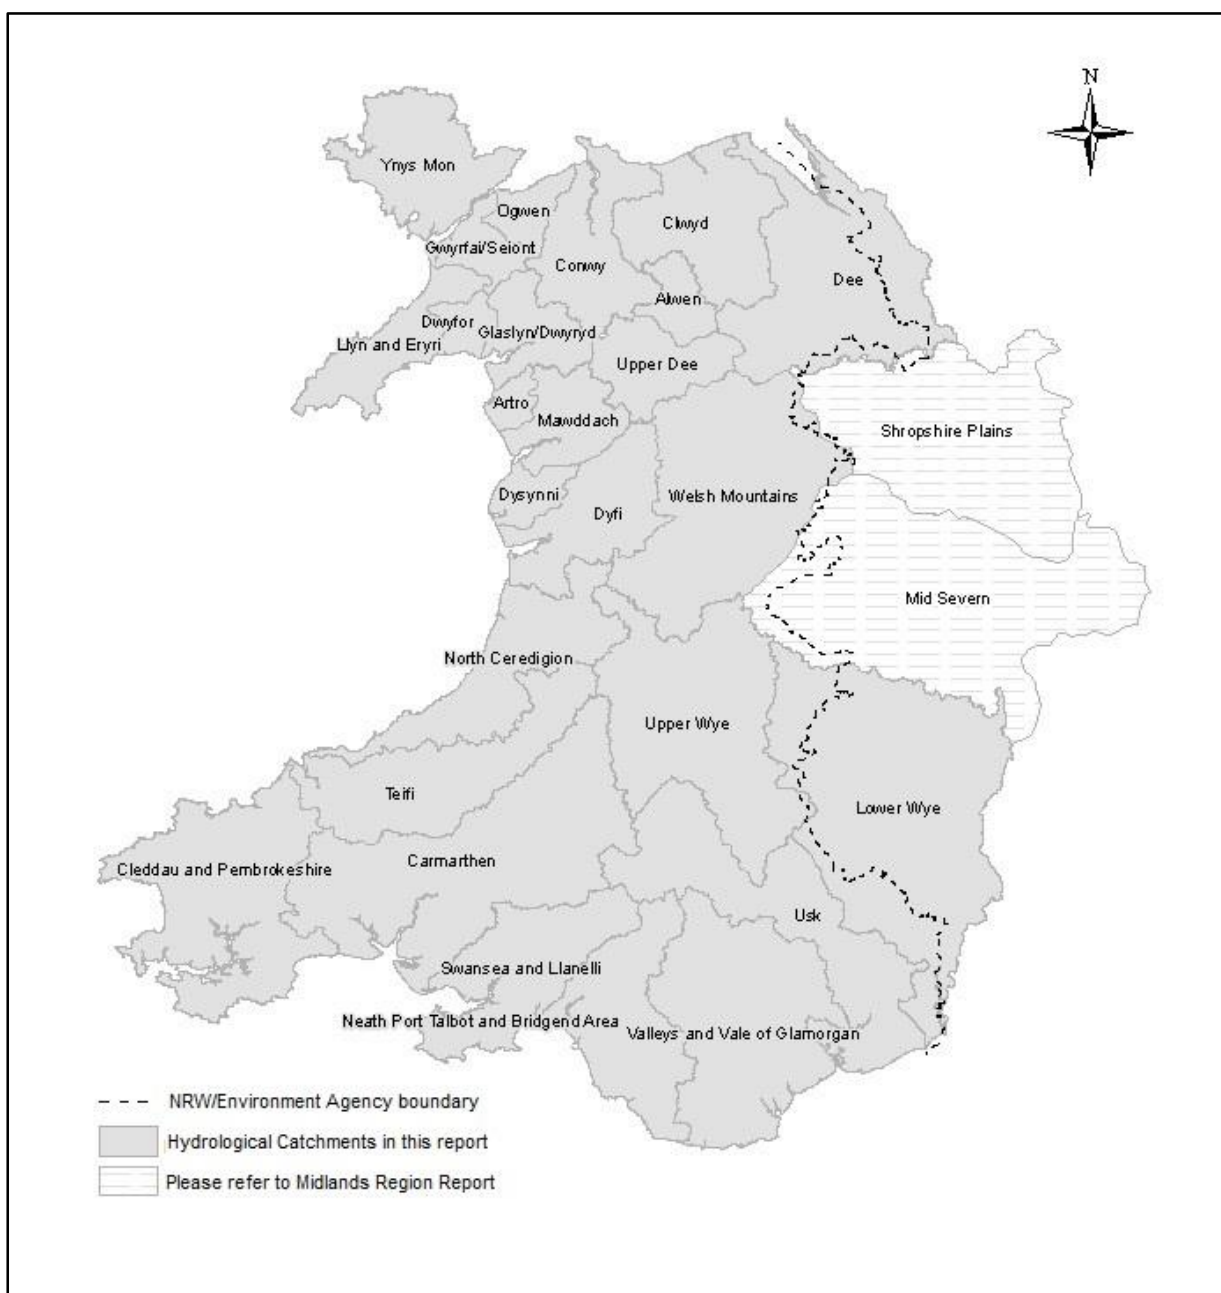 N
Ynys Mon
Ogwen
Clwyd
Gwyrfai/Seiont
Conwy
Dee
Alwen
Dwyfor
Glaslyn/Dwyryd
Llyn and Eryri
Upper Dee
Artro
Mawddach
Shropshire Plains
Dysynni
Welsh Mountains
Dyfi
Mid Severn
North Ceredigion
Upper Wye
Teifi
Lower Wye
Carmarthen
Cleddau and Pembrokeshire
Usk
Swansea and Llanelli
Neath Port Talbot and Bridgend Area
Valleys and Vale of Glamorgan
NRW/Environment Agency boundary
Hydrological Catchments in this report
Please refer to Midlands Region Report